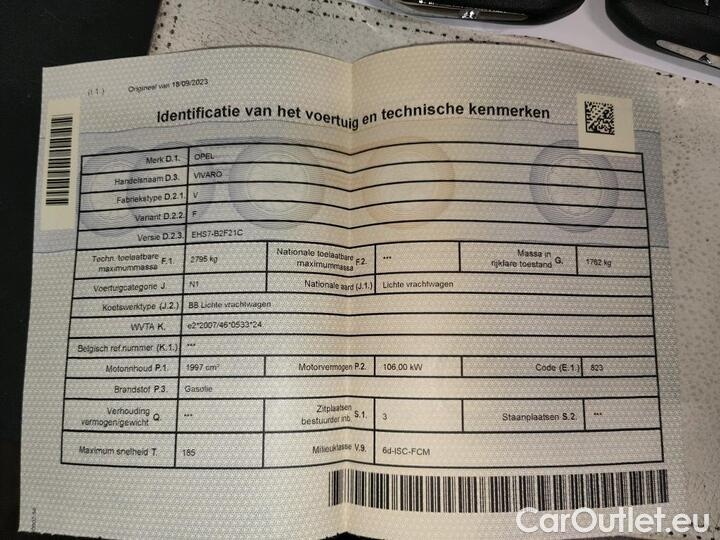 (I.1.) Origineel van 18/09/2023
Identificatie van het voertuig en technische kenmerken
Merk D.1. OPEL
Handelsnaam D.3. VIVARO
Fabriekstype D.2.1. V
Variant D.2.2. F
Versie D.2.3. EHS7-B2F21C
Techn. toelaatbare maximummassa F.1. 2795 kg Nationale toelaatbare maximummassa F.2. *** Massa in rijklare toestand G. 1762 kg
Voertuigcategorie J. N1 Nationale aard (J.1.) Lichte vrachtwagen
Koetswerktype (J.2.) BB Lichte vrachtwagen
WVTA K. e2*2007/46*0533*24
Belgisch ref.nummer (K.1.) ***
Motorinhoud P.1. 1997 cm³ Motorvermogen P.2. 106,00 kW Code (E.1.) 823
Brandstof P.3. Gasolie
Verhouding vermogen/gewicht Q. *** Zitplaatsen bestuurder inb. S.1. 3 Staanplaatsen S.2. ***
Maximum snelheid T. 185 Milieuklasse V.9. 6d-ISC-FCM
CarOutlet.eu